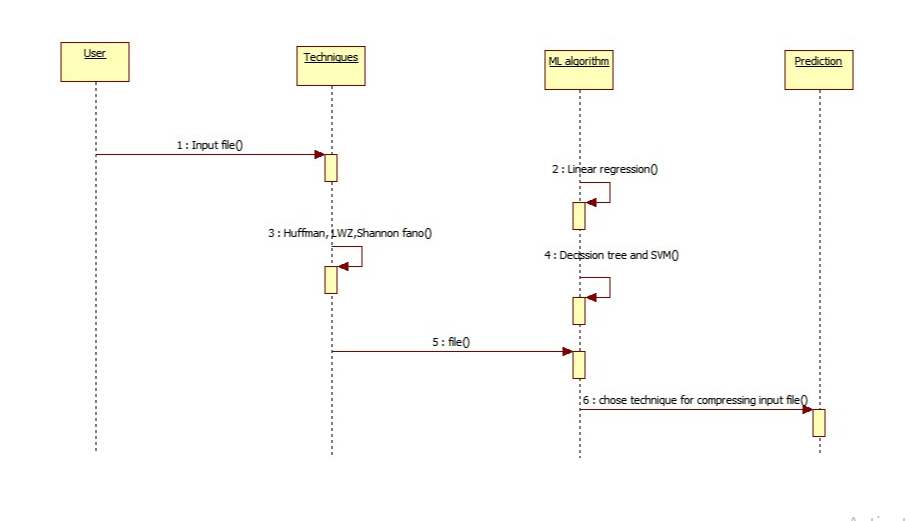 User
Techniques
ML algorithm
Prediction
1 : Input file()
2 : Linear regression()
3 : Huffman, LWZ,Shannon fano()
4 : Decission tree and SVM()
5 : file()
6 : chose technique for compressing input file()